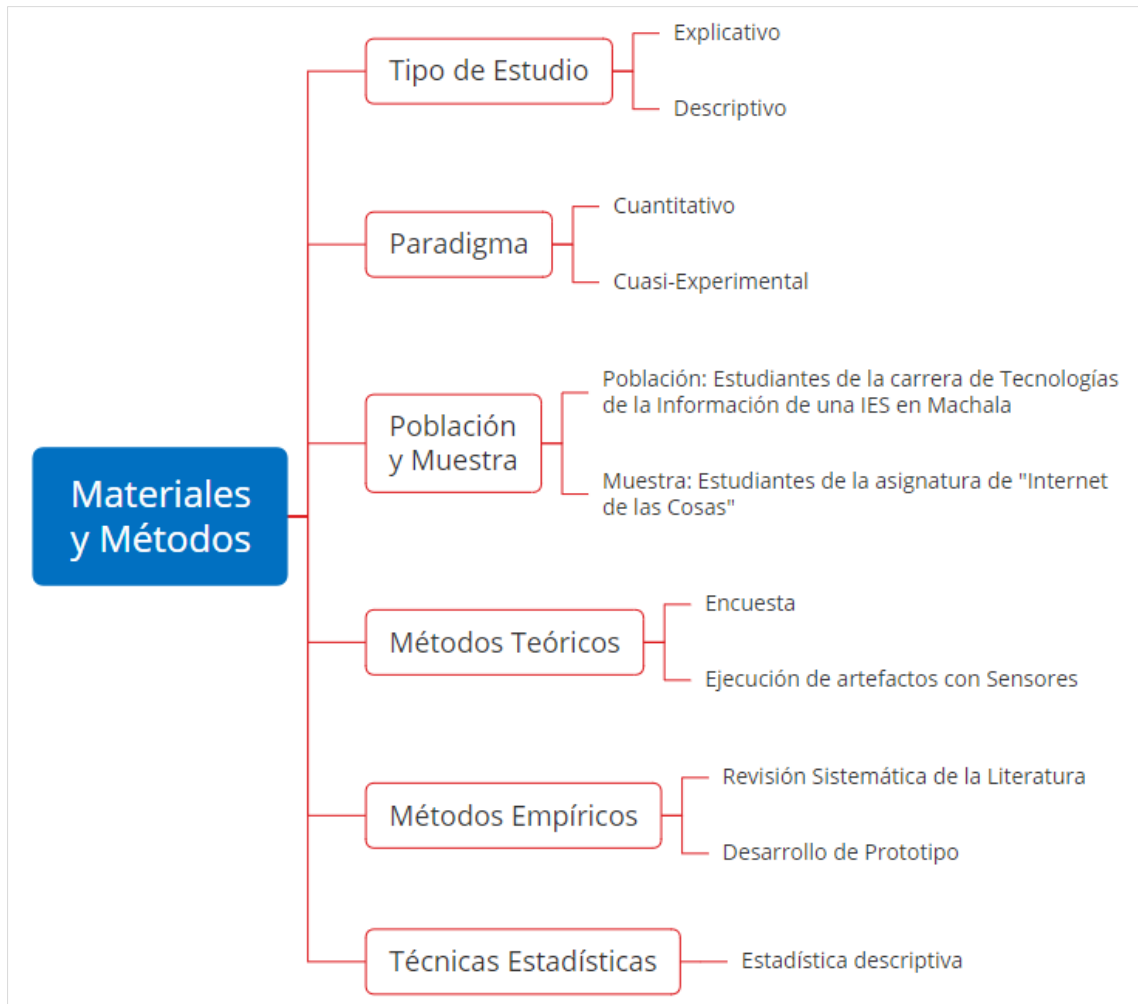 Materiales
y Métodos
Tipo de Estudio
Explicativo
Descriptivo
Paradigma
Cuantitativo
Cuasi-Experimental
Población
y Muestra
Población: Estudiantes de la carrera de Tecnologías
de la Información de una IES en Machala
Muestra: Estudiantes de la asignatura de "Internet
de las Cosas"
Métodos Teóricos
Encuesta
Ejecución de artefactos con Sensores
Métodos Empíricos
Revisión Sistemática de la Literatura
Desarrollo de Prototipo
Técnicas Estadísticas
Estadística descriptiva